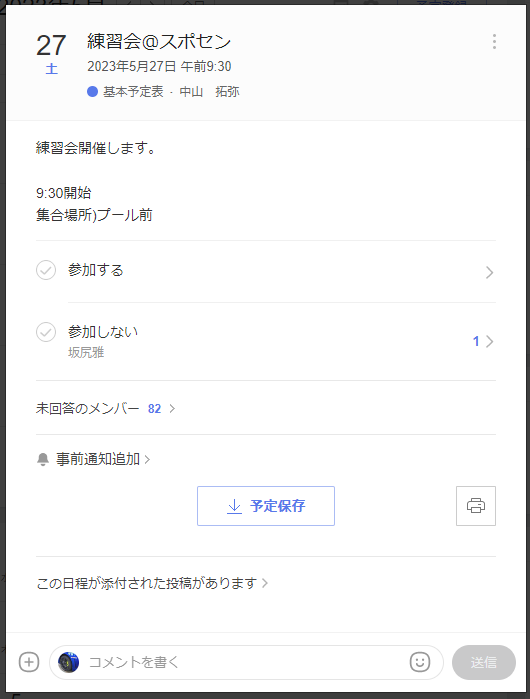 27
土
練習会@スポセン
2023年5月27日 午前9:30
基本予定表 · 中山 拓弥
練習会開催します。
9:30開始
集合場所)プール前
参加する
参加しない
坂尻雅
1
未回答のメンバー 82
事前通知追加
予定保存
この日程が添付された投稿があります
コメントを書く
送信